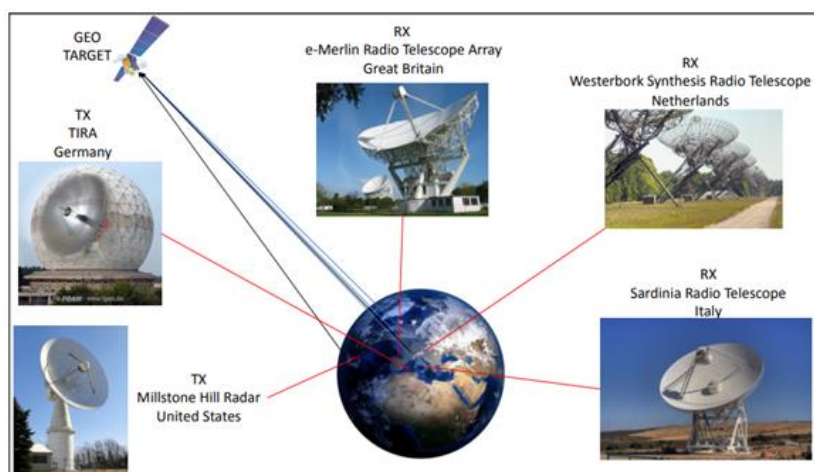 GEO
TARGET
RX
e-Merlin Radio Telescope Array
Great Britain
RX
Westerbork Synthesis Radio Telescope
Netherlands
TX
TIRA
Germany
RX
Sardinia Radio Telescope
Italy
TX
Millstone Hill Radar
United States